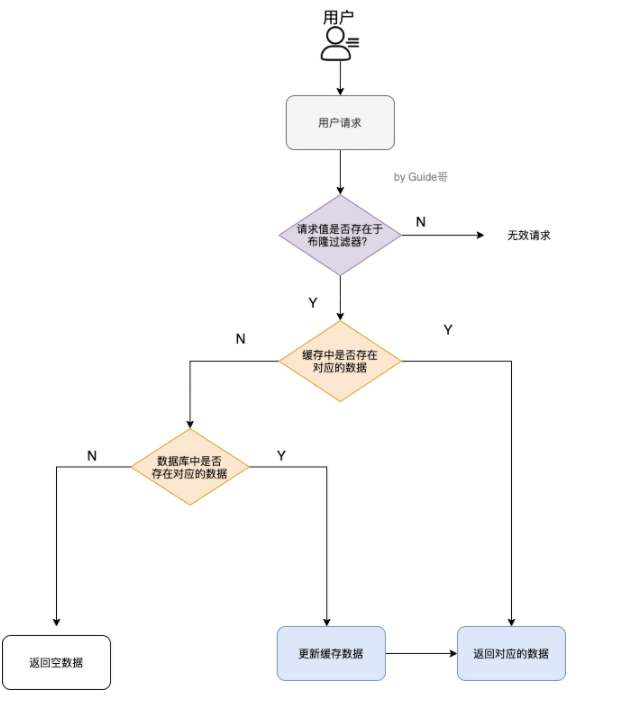 用户
用户请求
by Guide哥
请求值是否存在于
布隆过滤器?
N
无效请求
Y
缓存中是否存在
对应的数据
N
Y
数据库中是否
存在对应的数据
N
Y
返回空数据
更新缓存数据
返回对应的数据